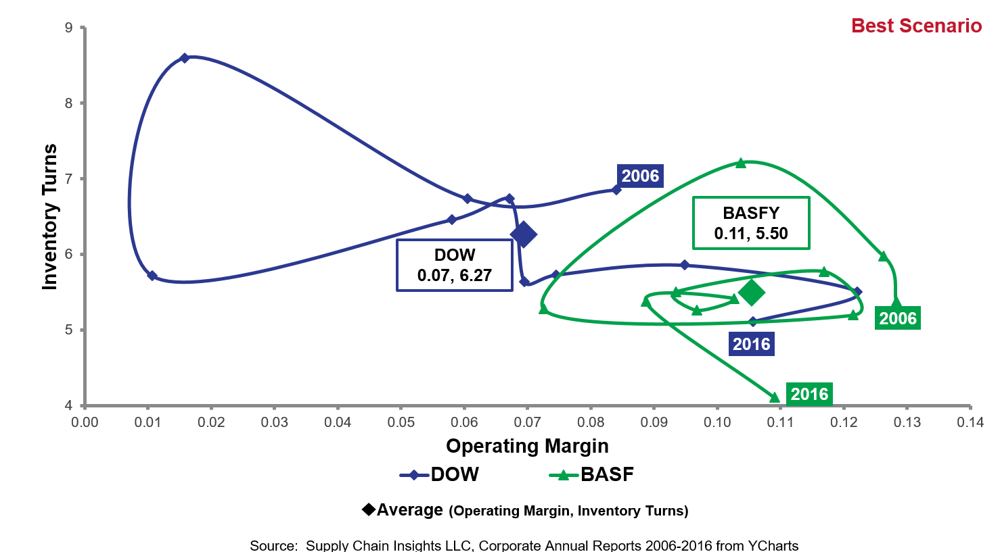 Best Scenario
9
8
7
6
5
4
Inventory Turns
2006
BASFY
0.11, 5.50
DOW
0.07, 6.27
2006
2016
2016
0.00 0.01 0.02 0.03 0.04 0.05 0.06 0.07 0.08 0.09 0.10 0.11 0.12 0.13 0.14
Operating Margin
DOW BASF
Average (Operating Margin, Inventory Turns)
Source: Supply Chain Insights LLC, Corporate Annual Reports 2006-2016 from YCharts